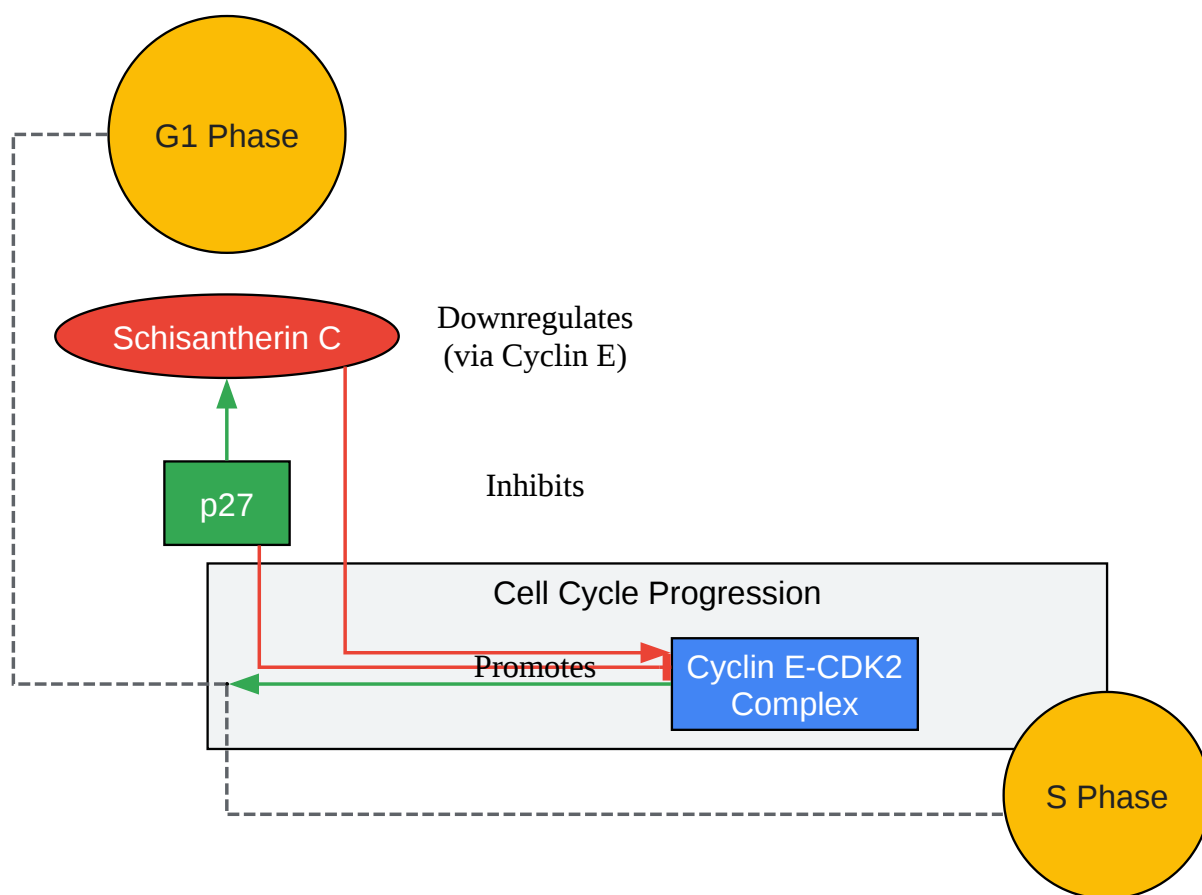 G1 Phase
Schisantherin C
Downregulates
(via Cyclin E)
p27
Inhibits
Cell Cycle Progression
Promotes
Cyclin E-CDK2
Complex
S Phase